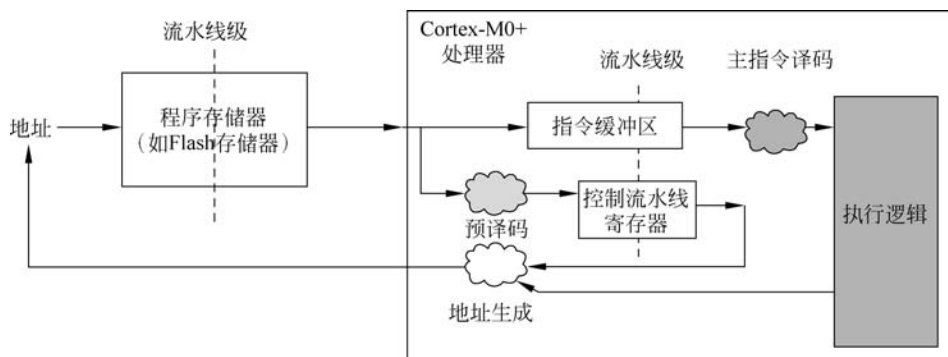 流水线级
Cortex-M0+
处理器
流水线级
主指令译码
地址
程序存储器
（如Flash存储器）
指令缓冲区
控制流水线
寄存器
执行逻辑
预译码
地址生成